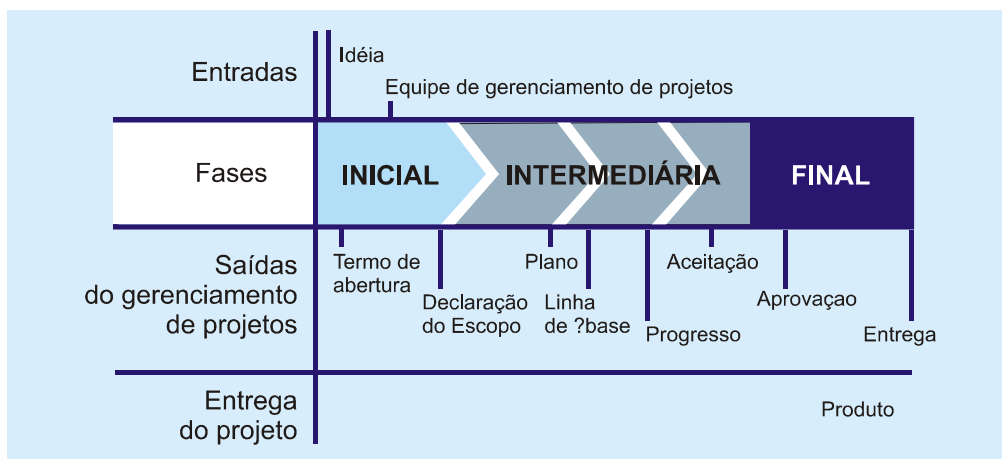 Idéia
Entradas
Equipe de gerenciamento de projetos
Fases
INICIAL
INTERMEDIÁRIA
FINAL
Saídas
do gerenciamento
de projetos
Termo de
abertura
Declaração
do Escopo
Plano
Linha
de ?base
Progresso
Aceitação
Aprovaçao
Entrega
Entrega
do projeto
Produto